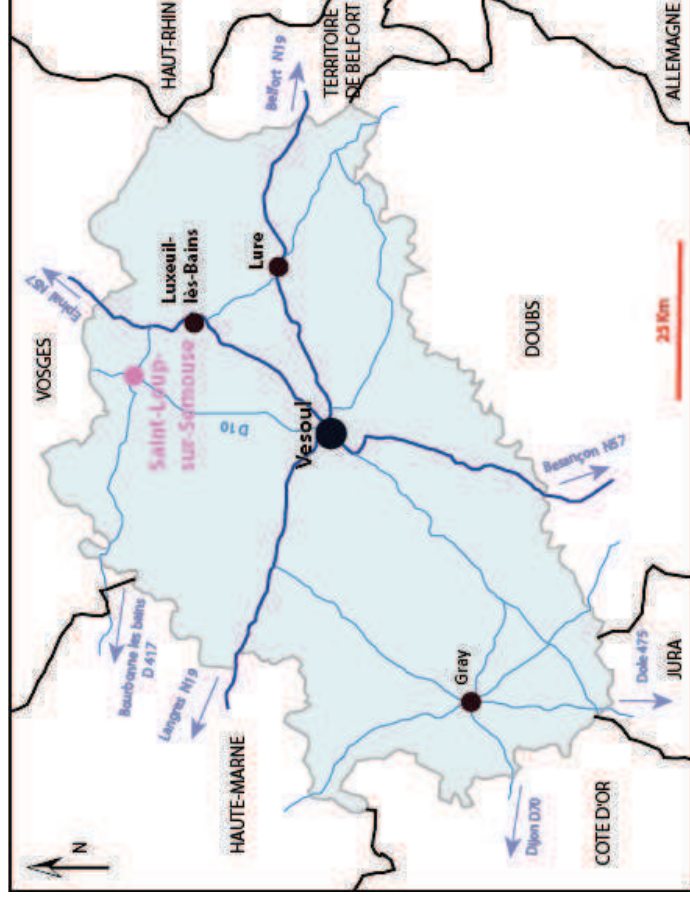 N
VOSGES
HAUT-RHIN
Epinal N57
Luxeuil-
lès-Bains
Saint-Loup-
sur-Semouse
Lure
Belfort N19
TERRITOIRE
DE BELFORT
D10
Bourbonne les bains
D 417
Vesoul
Langres N19
HAUTE-MARNE
Gray
Besançon N57
DOUBS
Dijon D70
COTE D'OR
Dole 475
JURA
25 Km
ALLEMAGNE